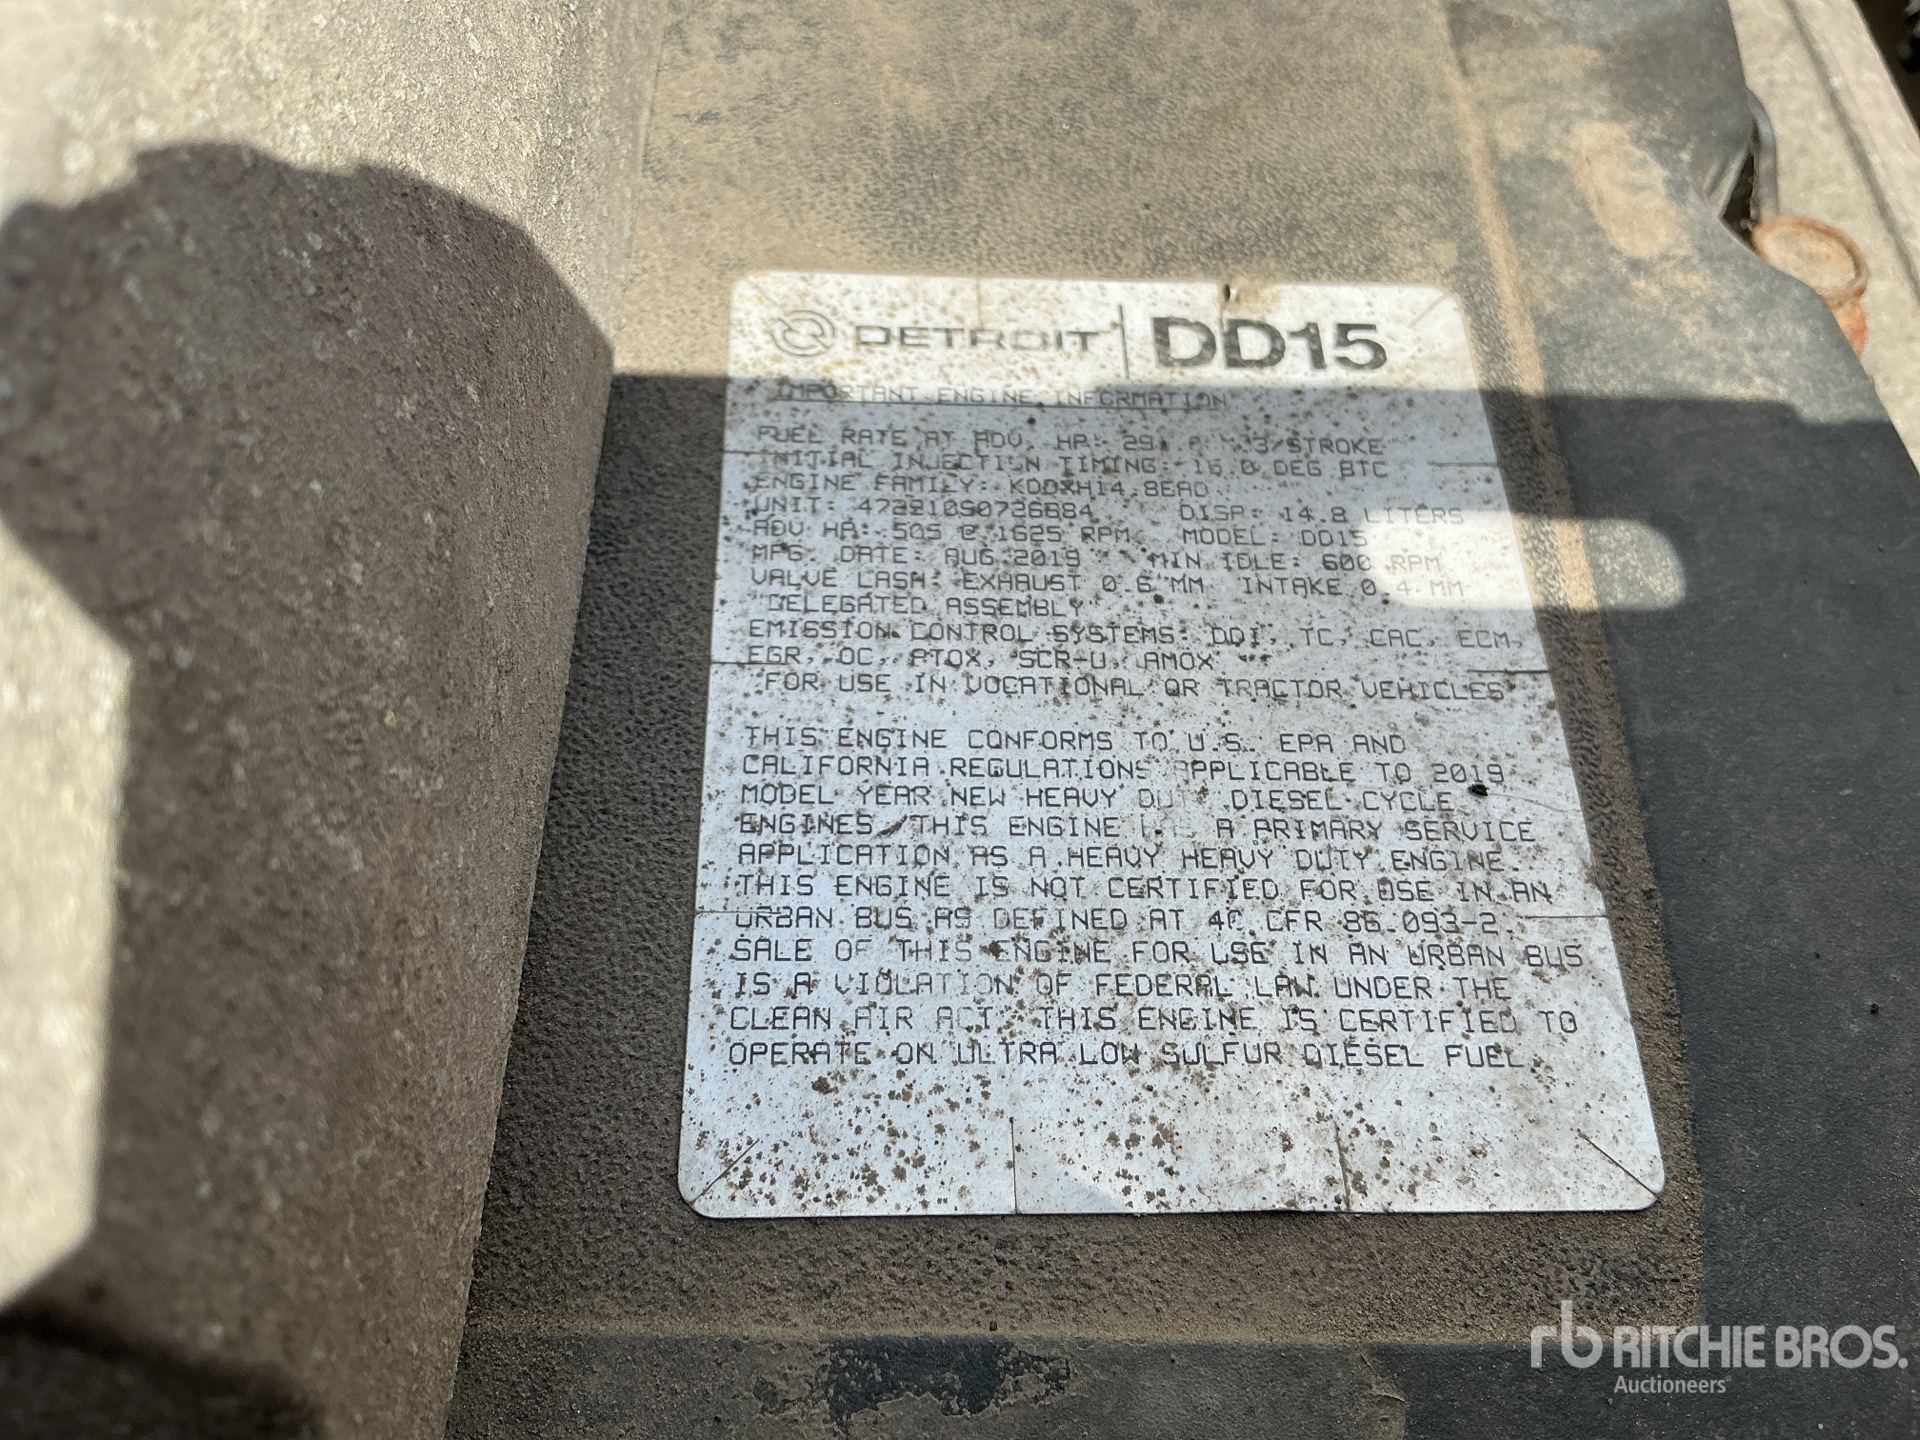 DETROIT DD15
IMPORTANT ENGINE INFORMATION
FUEL RATE AT ADV. HP: MM3/STROKE
INITIAL INJECTION TIMING: DEG BTC
ENGINE FAMILY: KDDXH14.8EAD
UNIT: DISP: 14.8 LITERS
ADV HP: 505 @ 1625 RPM MODEL: DD15
MFG. DATE: AUG 2019 MIN IDLE: 600 RPM
VALVE LASH: EXHAUST 0.6 MM INTAKE 0.4 MM
"DELEGATED ASSEMBLY"
EMISSION CONTROL SYSTEMS: DDI, TC, CAC, ECM,
EGR, OC, PTOX, SCR-U, AMOX
FOR USE IN VOCATIONAL OR TRACTOR VEHICLES
THIS ENGINE CONFORMS TO U.S. EPA AND
CALIFORNIA REGULATIONS APPLICABLE TO 2019
MODEL YEAR NEW HEAVY DUTY DIESEL CYCLE
ENGINES. THIS ENGINE HAS A PRIMARY SERVICE
APPLICATION AS A HEAVY HEAVY DUTY ENGINE.
THIS ENGINE IS NOT CERTIFIED FOR USE IN AN
URBAN BUS AS DEFINED AT 40 CFR 86.093-2.
SALE OF THIS ENGINE FOR USE IN AN URBAN BUS
IS A VIOLATION OF FEDERAL LAW UNDER THE
CLEAN AIR ACT. THIS ENGINE IS CERTIFIED TO
OPERATE ON ULTRA LOW SULFUR DIESEL FUEL.
rb RITCHIE BROS.
Auctioneers